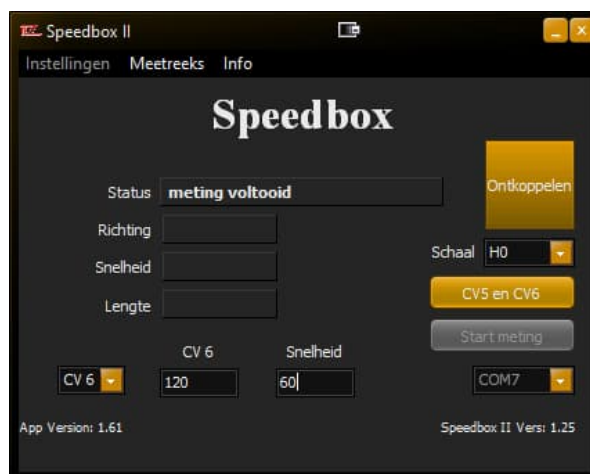 Speedbox II
Instellingen Meetreeks Info
Speedbox
Ontkoppelen
Status meting voltooid
Richting
Schaal H0
Snelheid
CV5 en CV6
Lengte
Start meting
CV 6 Snelheid
CV 6 120 60 COM7
App Version: 1.61 Speedbox II Vers: 1.25